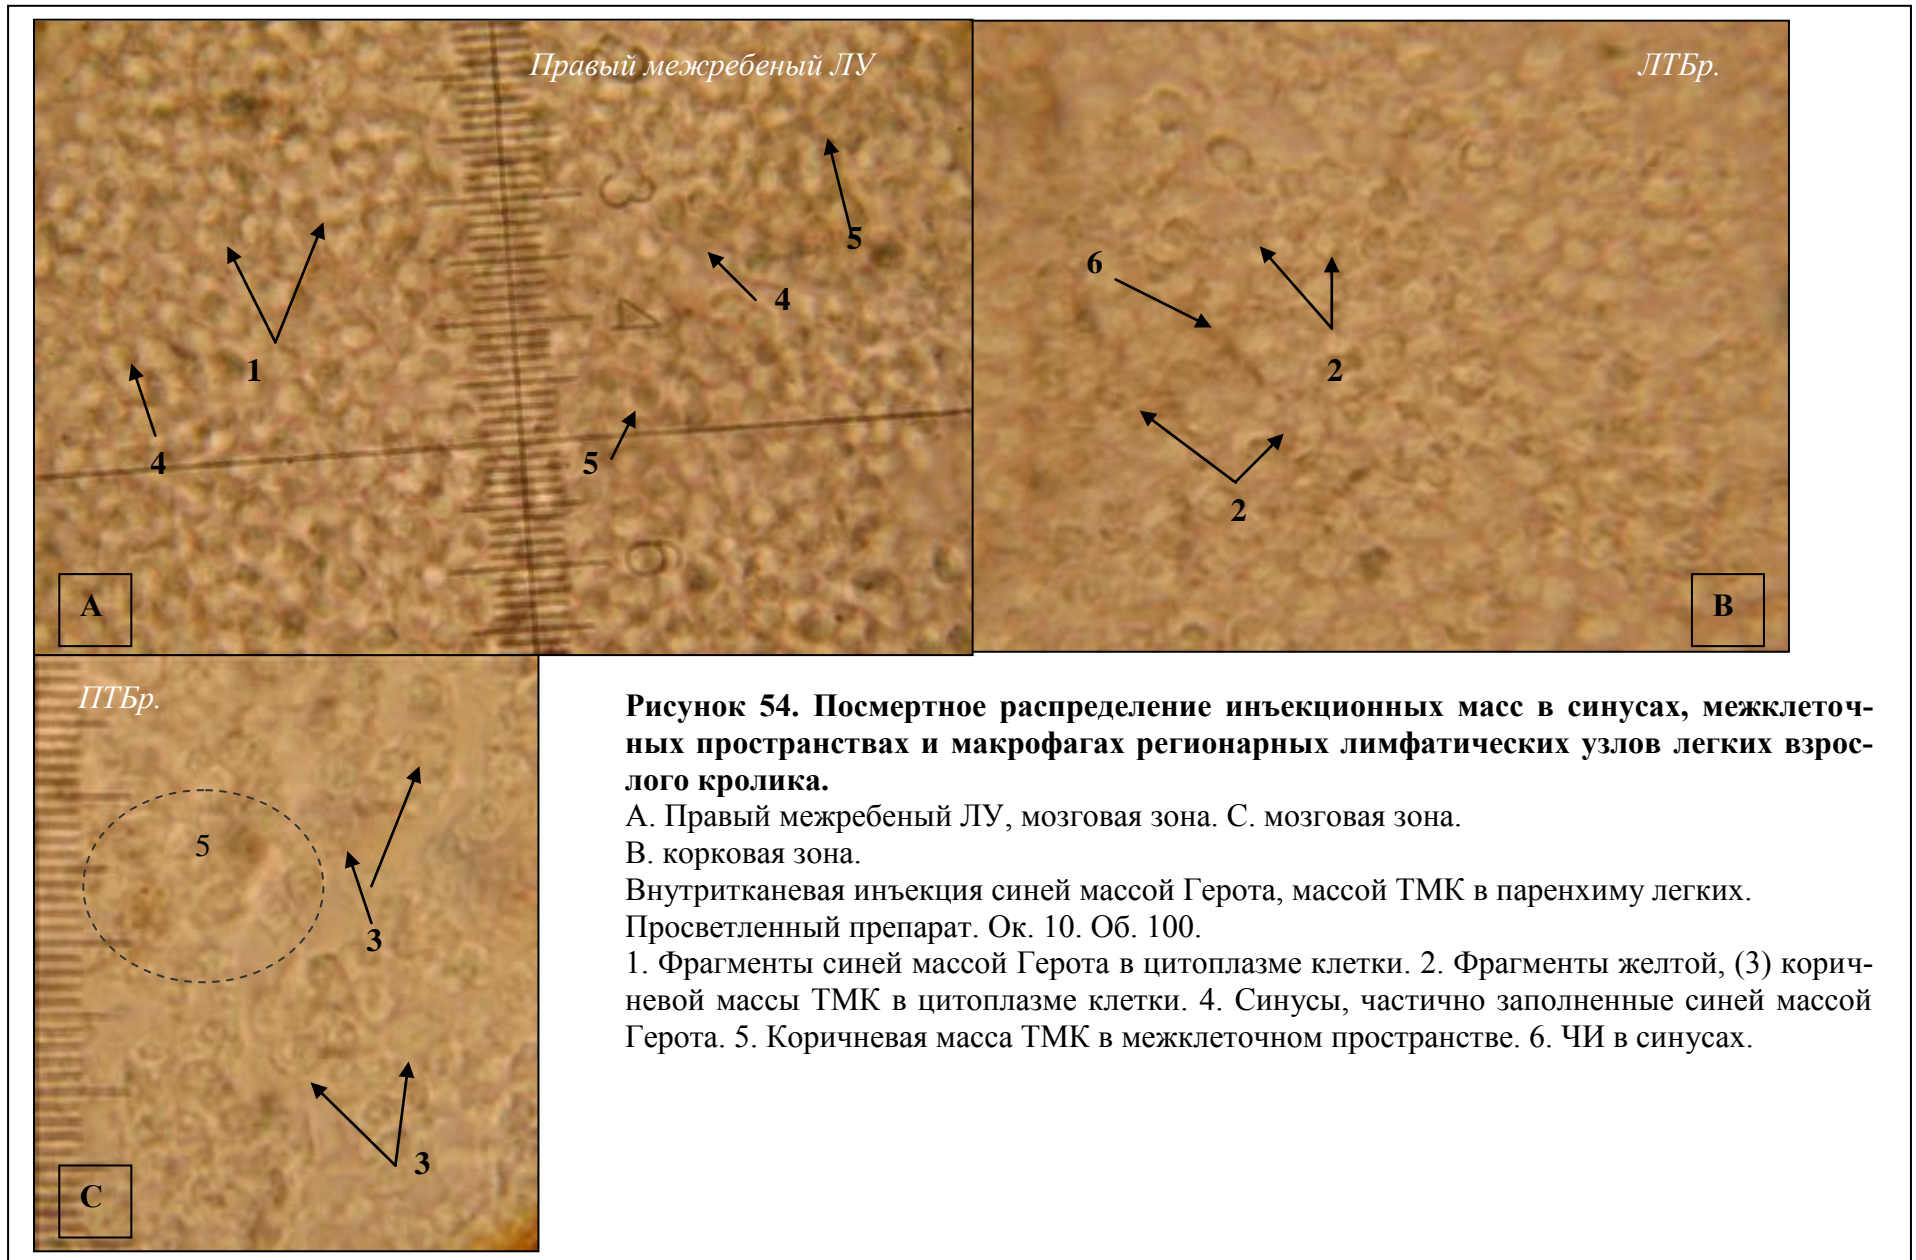 Правый межребеный ЛУ
ЛТБр.
5
6
4
1
2
4
5
2
3
4
0
A
B
ПТБр.
5
3
3
C
Рисунок 54. Посмертное распределение инъекционных масс в синусах, межклеточ-
ных пространствах и макрофагах регионарных лимфатических узлов легких взрос-
лого кролика.
А. Правый межребеный ЛУ, мозговая зона. С. мозговая зона.
В. корковая зона.
Внутритканевая инъекция синей массой Герота, массой ТМК в паренхиму легких.
Просветленный препарат. Ок. 10. Об. 100.
1. Фрагменты синей массой Герота в цитоплазме клетки. 2. Фрагменты желтой, (3) корич-
невой массы ТМК в цитоплазме клетки. 4. Синусы, частично заполненные синей массой
Герота. 5. Коричневая масса ТМК в межклеточном пространстве. 6. ЧИ в синусах.